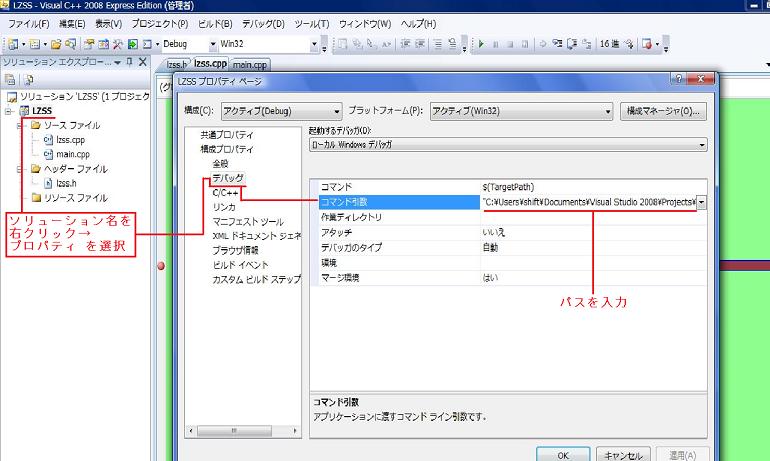 LZSS - Visual C++ 2008 Express Edition (管理者)
ファイル(F) 編集(E) 表示(V) プロジェクト(P) ビルド(B) デバッグ(D) ツール(T) ウィンドウ(W) ヘルプ(H)
Debug Win32 16 進
ソリューション エクスプロー...
lzss.h lzss.cpp main.cpp
ソリューション 'LZSS' (1 プロジェク
LZSS
ソース ファイル
lzss.cpp
main.cpp
ヘッダー ファイル
lzss.h
リソース ファイル
ソリューション名を
右クリック→
プロパティ を選択
LZSS プロパティ ページ
構成(C): アクティブ(Debug) プラットフォーム(P): アクティブ(Win32) 構成マネージャ(O)...
共通プロパティ
構成プロパティ
全般
デバッグ
C/C++
リンカ
マニフェスト ツール
XML ドキュメント ジェネ
ブラウザ情報
ビルド イベント
カスタム ビルド ステップ
起動するデバッガ(D):
ローカル Windows デバッガ
コマンド $(TargetPath)
コマンド引数 "C:¥Users¥shift¥Documents¥Visual Studio 2008¥Projects¥
作業ディレクトリ
アタッチ いいえ
デバッガのタイプ 自動
環境
マージ環境 はい
パスを入力
コマンド引数
アプリケーションに渡すコマンド ライン引数です。
OK キャンセル 適用(A)